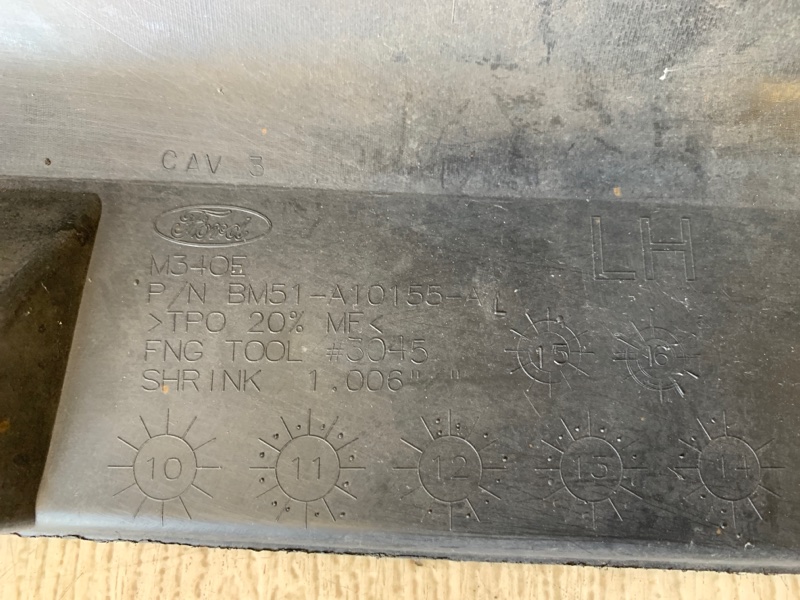 CAV 3
Ford
LH
M340E
P/N BM51-A10155-A
L
>TPO 20% MF<
FNG TOOL #3045
SHRINK 1.006" "
15 16
10 11 12 13 14